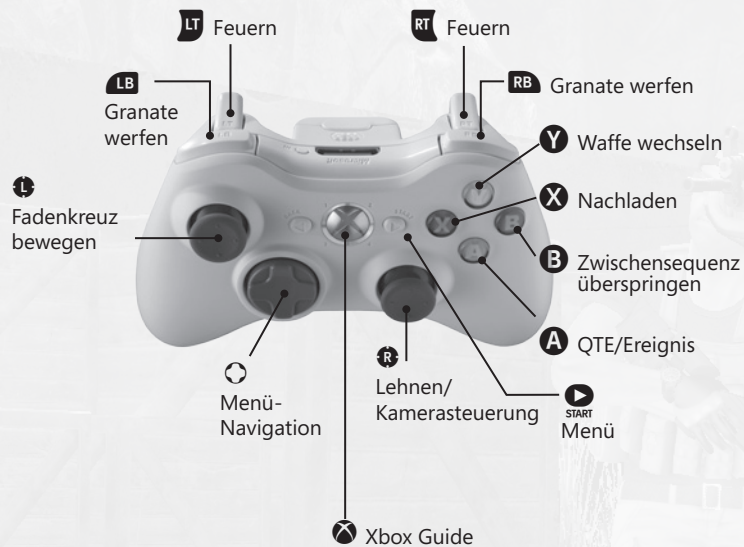 LT Feuern
RT Feuern
LB
Granate
werfen
RB Granate werfen
Y Waffe wechseln
X Nachladen
L
Fadenkreuz
bewegen
B Zwischensequenz
überspringen
A QTE/Ereignis
R
Lehnen/
Kamerasteuerung
START
Menü
Menü-
Navigation
Xbox Guide
LT
X